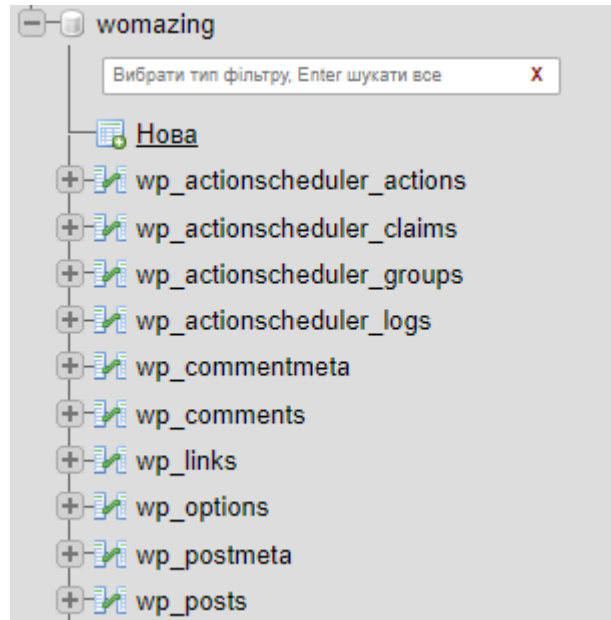 womazing
Вибрати тип фільтру, Enter шукати все X
Нова
wp_actionscheduler_actions
wp_actionscheduler_claims
wp_actionscheduler_groups
wp_actionscheduler_logs
wp_commentmeta
wp_comments
wp_links
wp_options
wp_postmeta
wp_posts